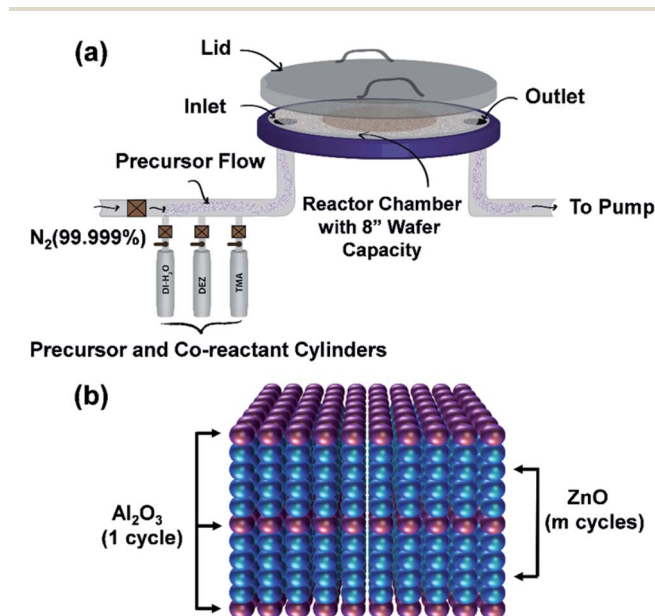 (a)
Lid
Inlet
Outlet
Precursor Flow
Reactor Chamber
with 8” Wafer
Capacity
To Pump
N₂(99.999%)
DI-H₂O
DEZ
TMA
Precursor and Co-reactant Cylinders
(b)
Al₂O₃
(1 cycle)
ZnO
(m cycles)